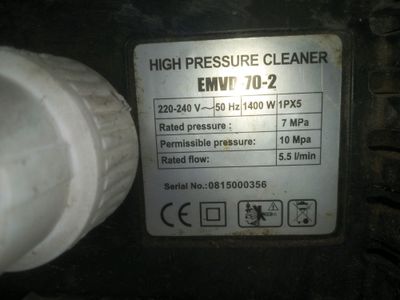 HIGH PRESSURE CLEANER
EMVD-70-2
220-240 V~ 50 Hz 1400 W 1PX5
Rated pressure : 7 MPa
Permissible pressure: 10 Mpa
Rated flow: 5.5 l/min
Serial No.:0815000356
CE